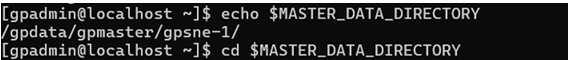 [gpadmin@localhost ~]$ echo $MASTER_DATA_DIRECTORY
/gpdata/gpmaster/gpsne-1/
[gpadmin@localhost ~]$ cd $MASTER_DATA_DIRECTORY